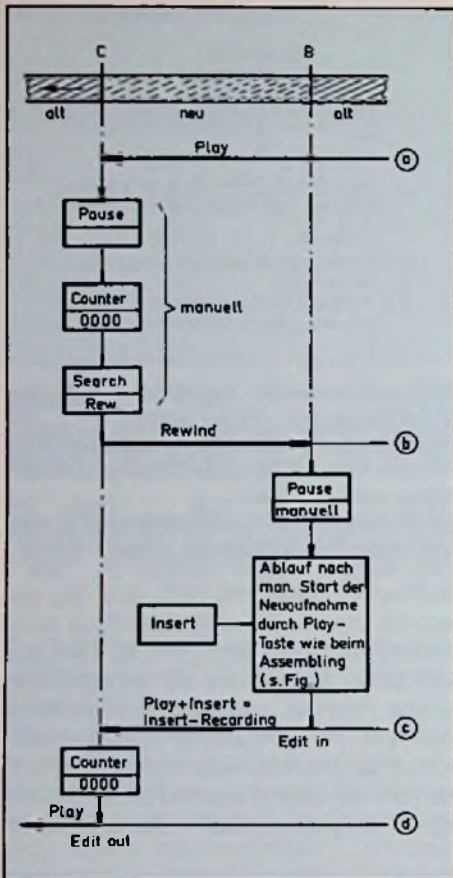 C B
alt neu alt
Play a
Pause
Counter
0000
manuell
Search
Rew
Rewind b
Pause
manuell
Ablauf nach
man. Start der
Neuaufnahme
durch Play-
Taste wie beim
Assembling
(s. Fig.)
Insert
Play+Insert =
Insert-Recording c
Edit in
Counter
0000
Play d
Edit out